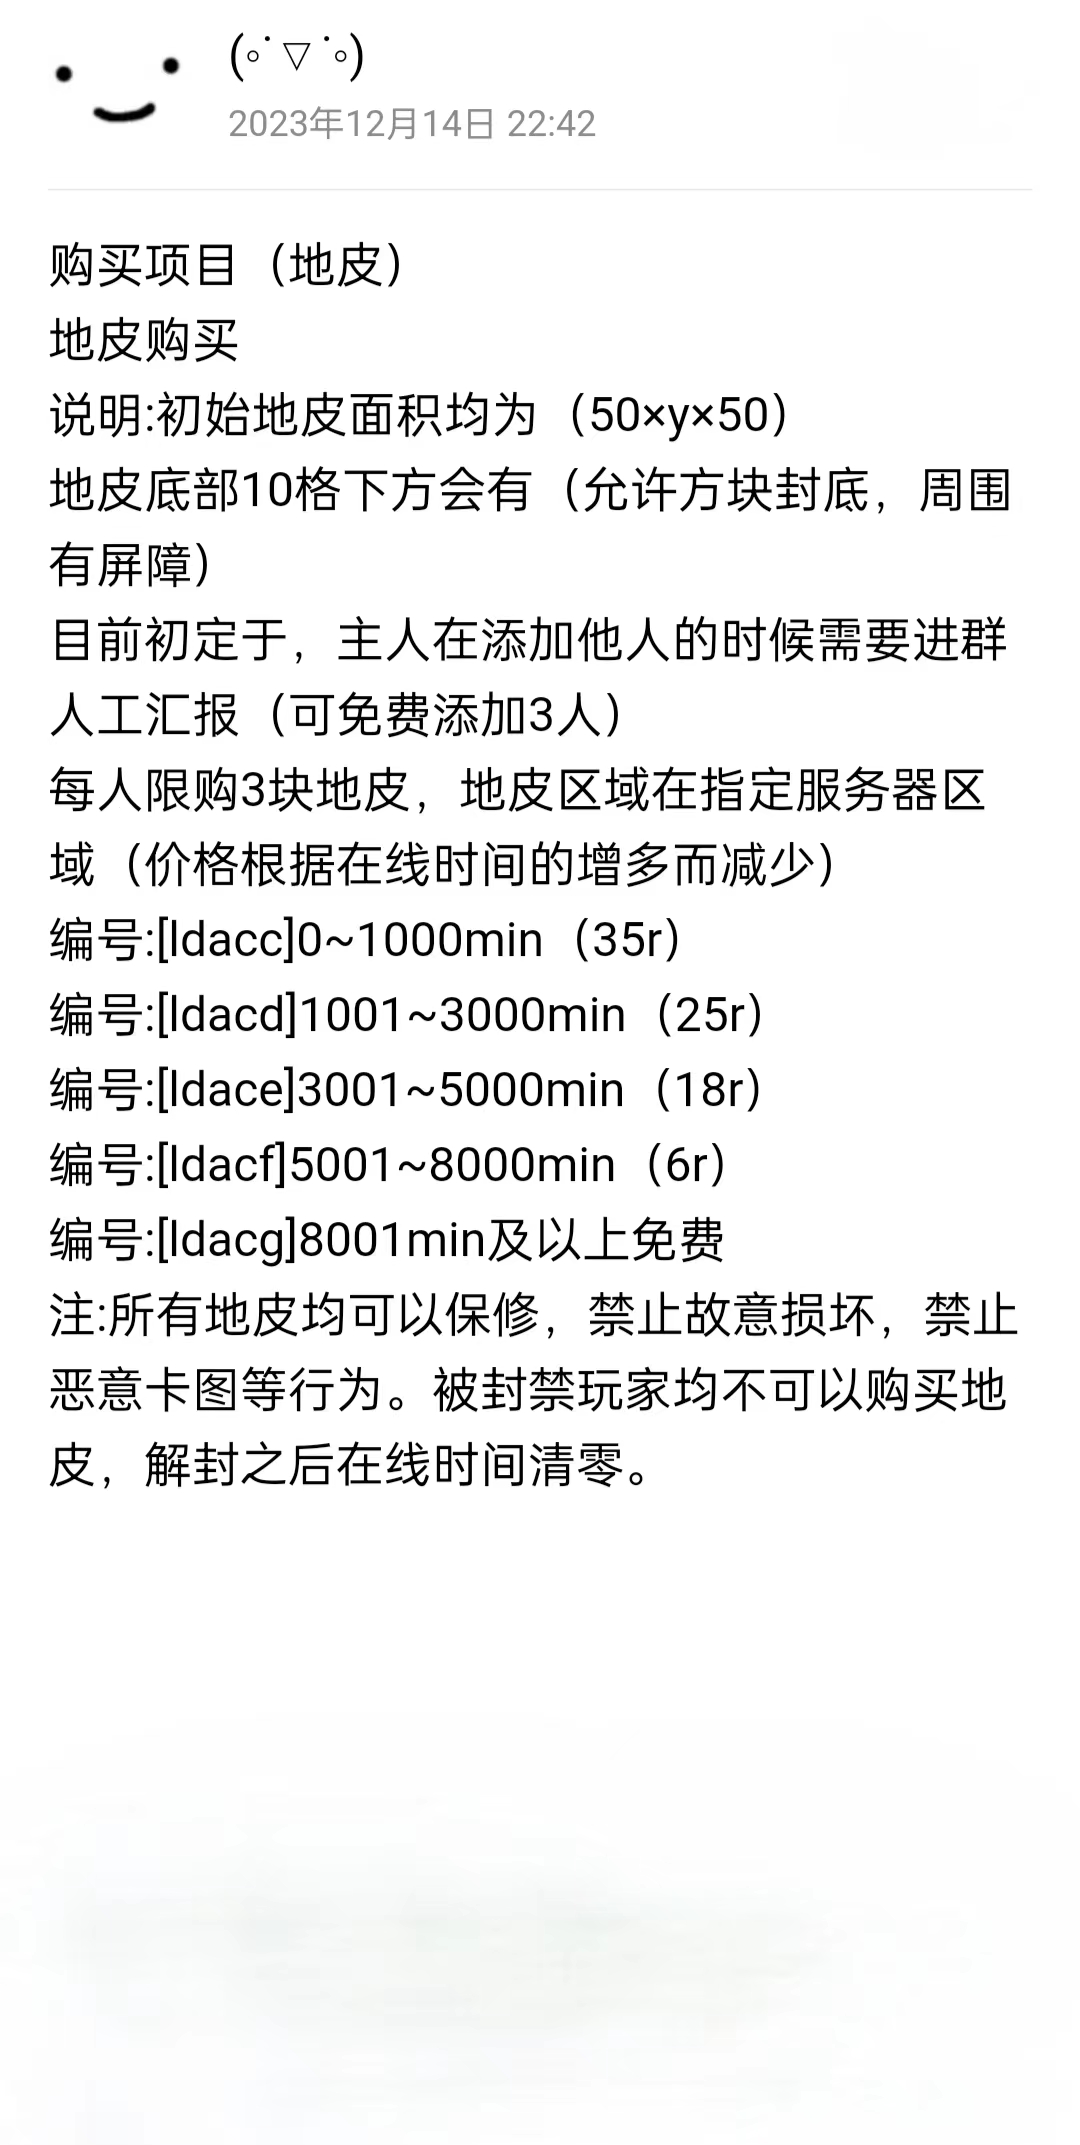 (॰˙ ▽ ˙॰)
2023年12月14日 22:42
购买项目（地皮）
地皮购买
说明:初始地皮面积均为（50×y×50）
地皮底部10格下方会有（允许方块封底，周围
有屏障）
目前初定于，主人在添加他人的时候需要进群
人工汇报（可免费添加3人）
每人限购3块地皮，地皮区域在指定服务器区
域（价格根据在线时间的增多而减少）
编号:[ldacc]0~1000min（35r）
编号:[ldacd]1001~3000min（25r）
编号:[ldace]3001~5000min（18r）
编号:[ldacf]5001~8000min（6r）
编号:[ldacg]8001min及以上免费
注:所有地皮均可以保修，禁止故意损坏，禁止
恶意卡图等行为。被封禁玩家均不可以购买地
皮，解封之后在线时间清零。